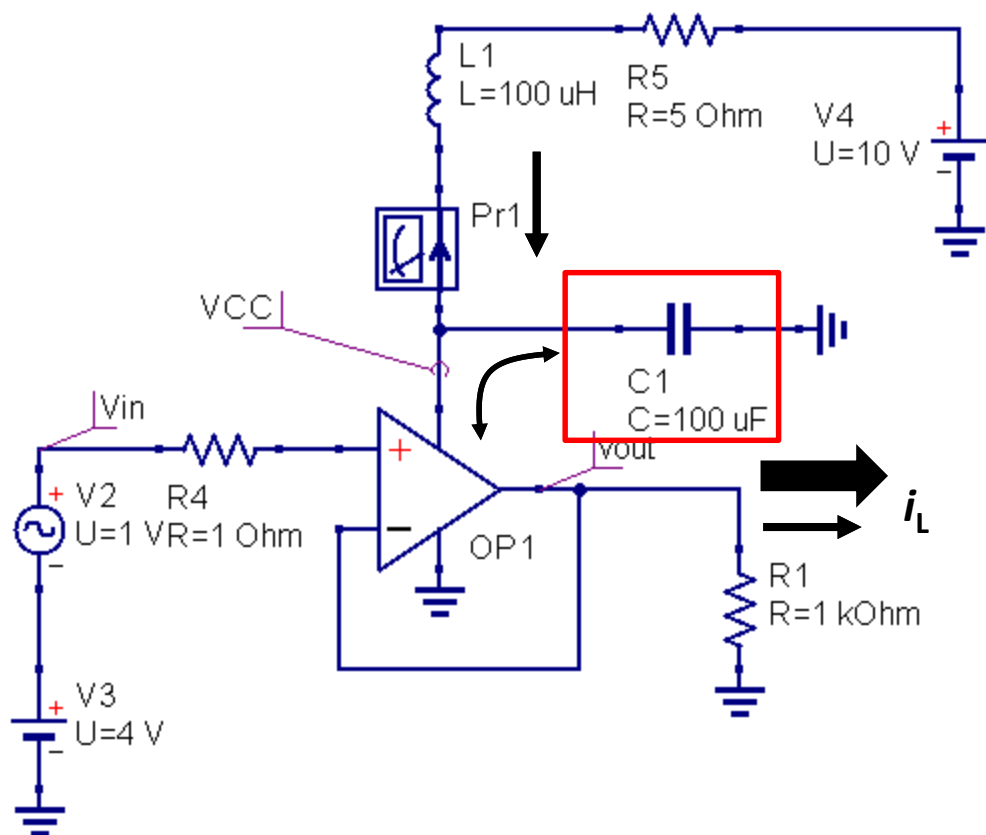 L1
L=100 uH
R5
R=5 Ohm
V4
U=10 V
+
−
Pr1
VCC
C1
C=100 uF
Vin
+
V2
U=1 V
−
R4
R=1 Ohm
+
−
OP1
vout
iL
R1
R=1 kOhm
+
V3
U=4 V
−